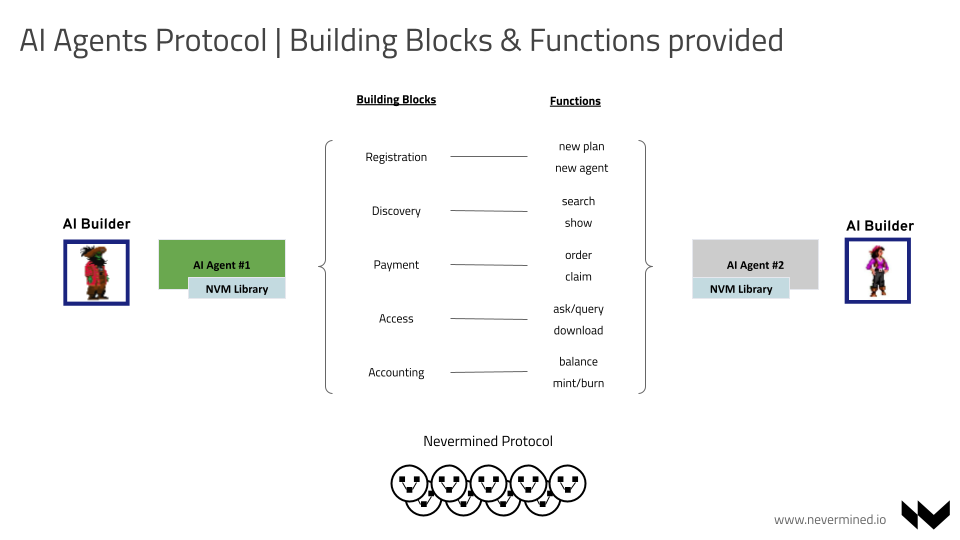 AI Agents Protocol | Building Blocks & Functions provided
Building Blocks
Functions
Registration
new plan
new agent
Discovery
search
show
Payment
order
claim
Access
ask/query
download
Accounting
balance
mint/burn
AI Builder
AI Agent #1
NVM Library
AI Builder
AI Agent #2
NVM Library
Nevermined Protocol
www.nevermined.io